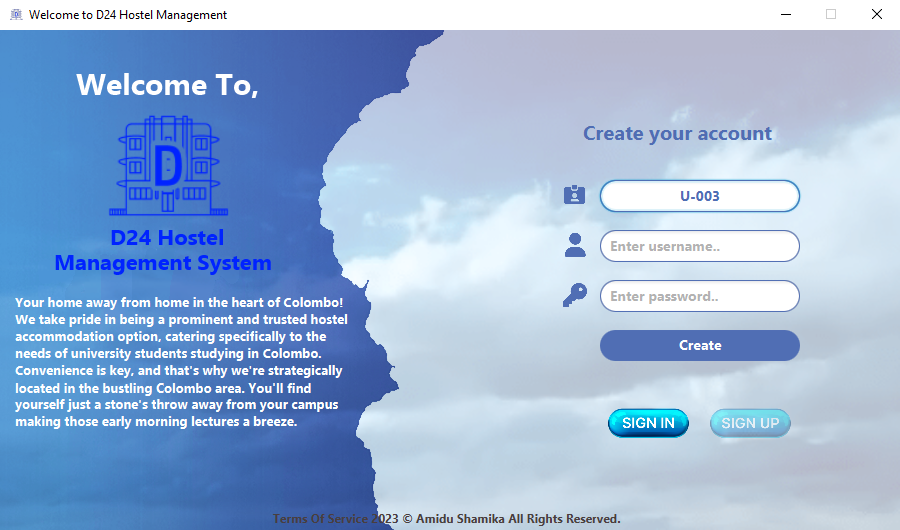 Welcome to D24 Hostel Management
Welcome To,
D
D24 Hostel
Management System
Your home away from home in the heart of Colombo!
We take pride in being a prominent and trusted hostel
accommodation option, catering specifically to the
needs of university students studying in Colombo.
Convenience is key, and that's why we're strategically
located in the bustling Colombo area. You'll find
yourself just a stone's throw away from your campus
making those early morning lectures a breeze.
Create your account
U-003
Enter username..
Enter password..
Create
SIGN IN SIGN UP
Terms Of Service 2023 © Amidu Shamika All Rights Reserved.